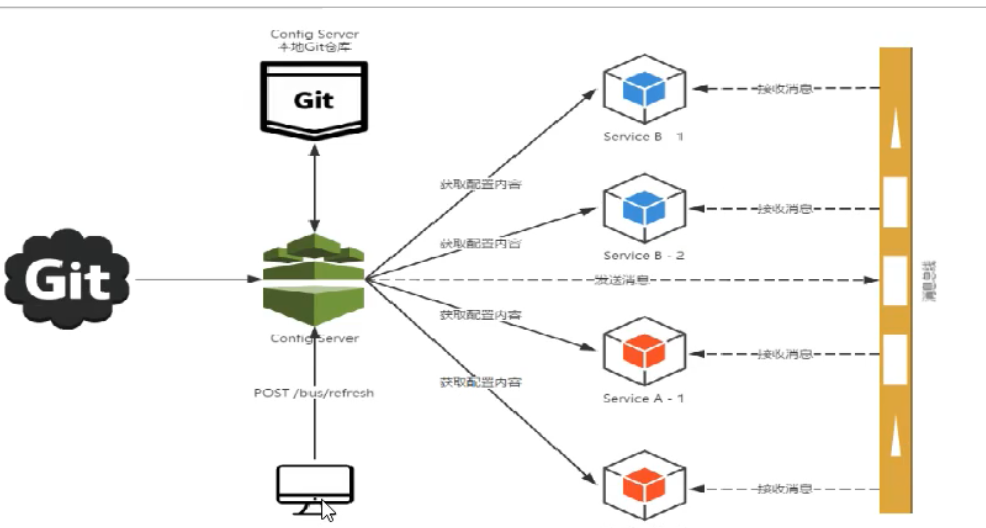 Config Server
本地Git仓库
Git
Service B - 1
接收消息
获取配置内容
Service B - 2
接收消息
获取配置内容
Git
发送消息
消息总线
Config Server
获取配置内容
Service A - 1
接收消息
获取配置内容
POST /bus/refresh
接收消息